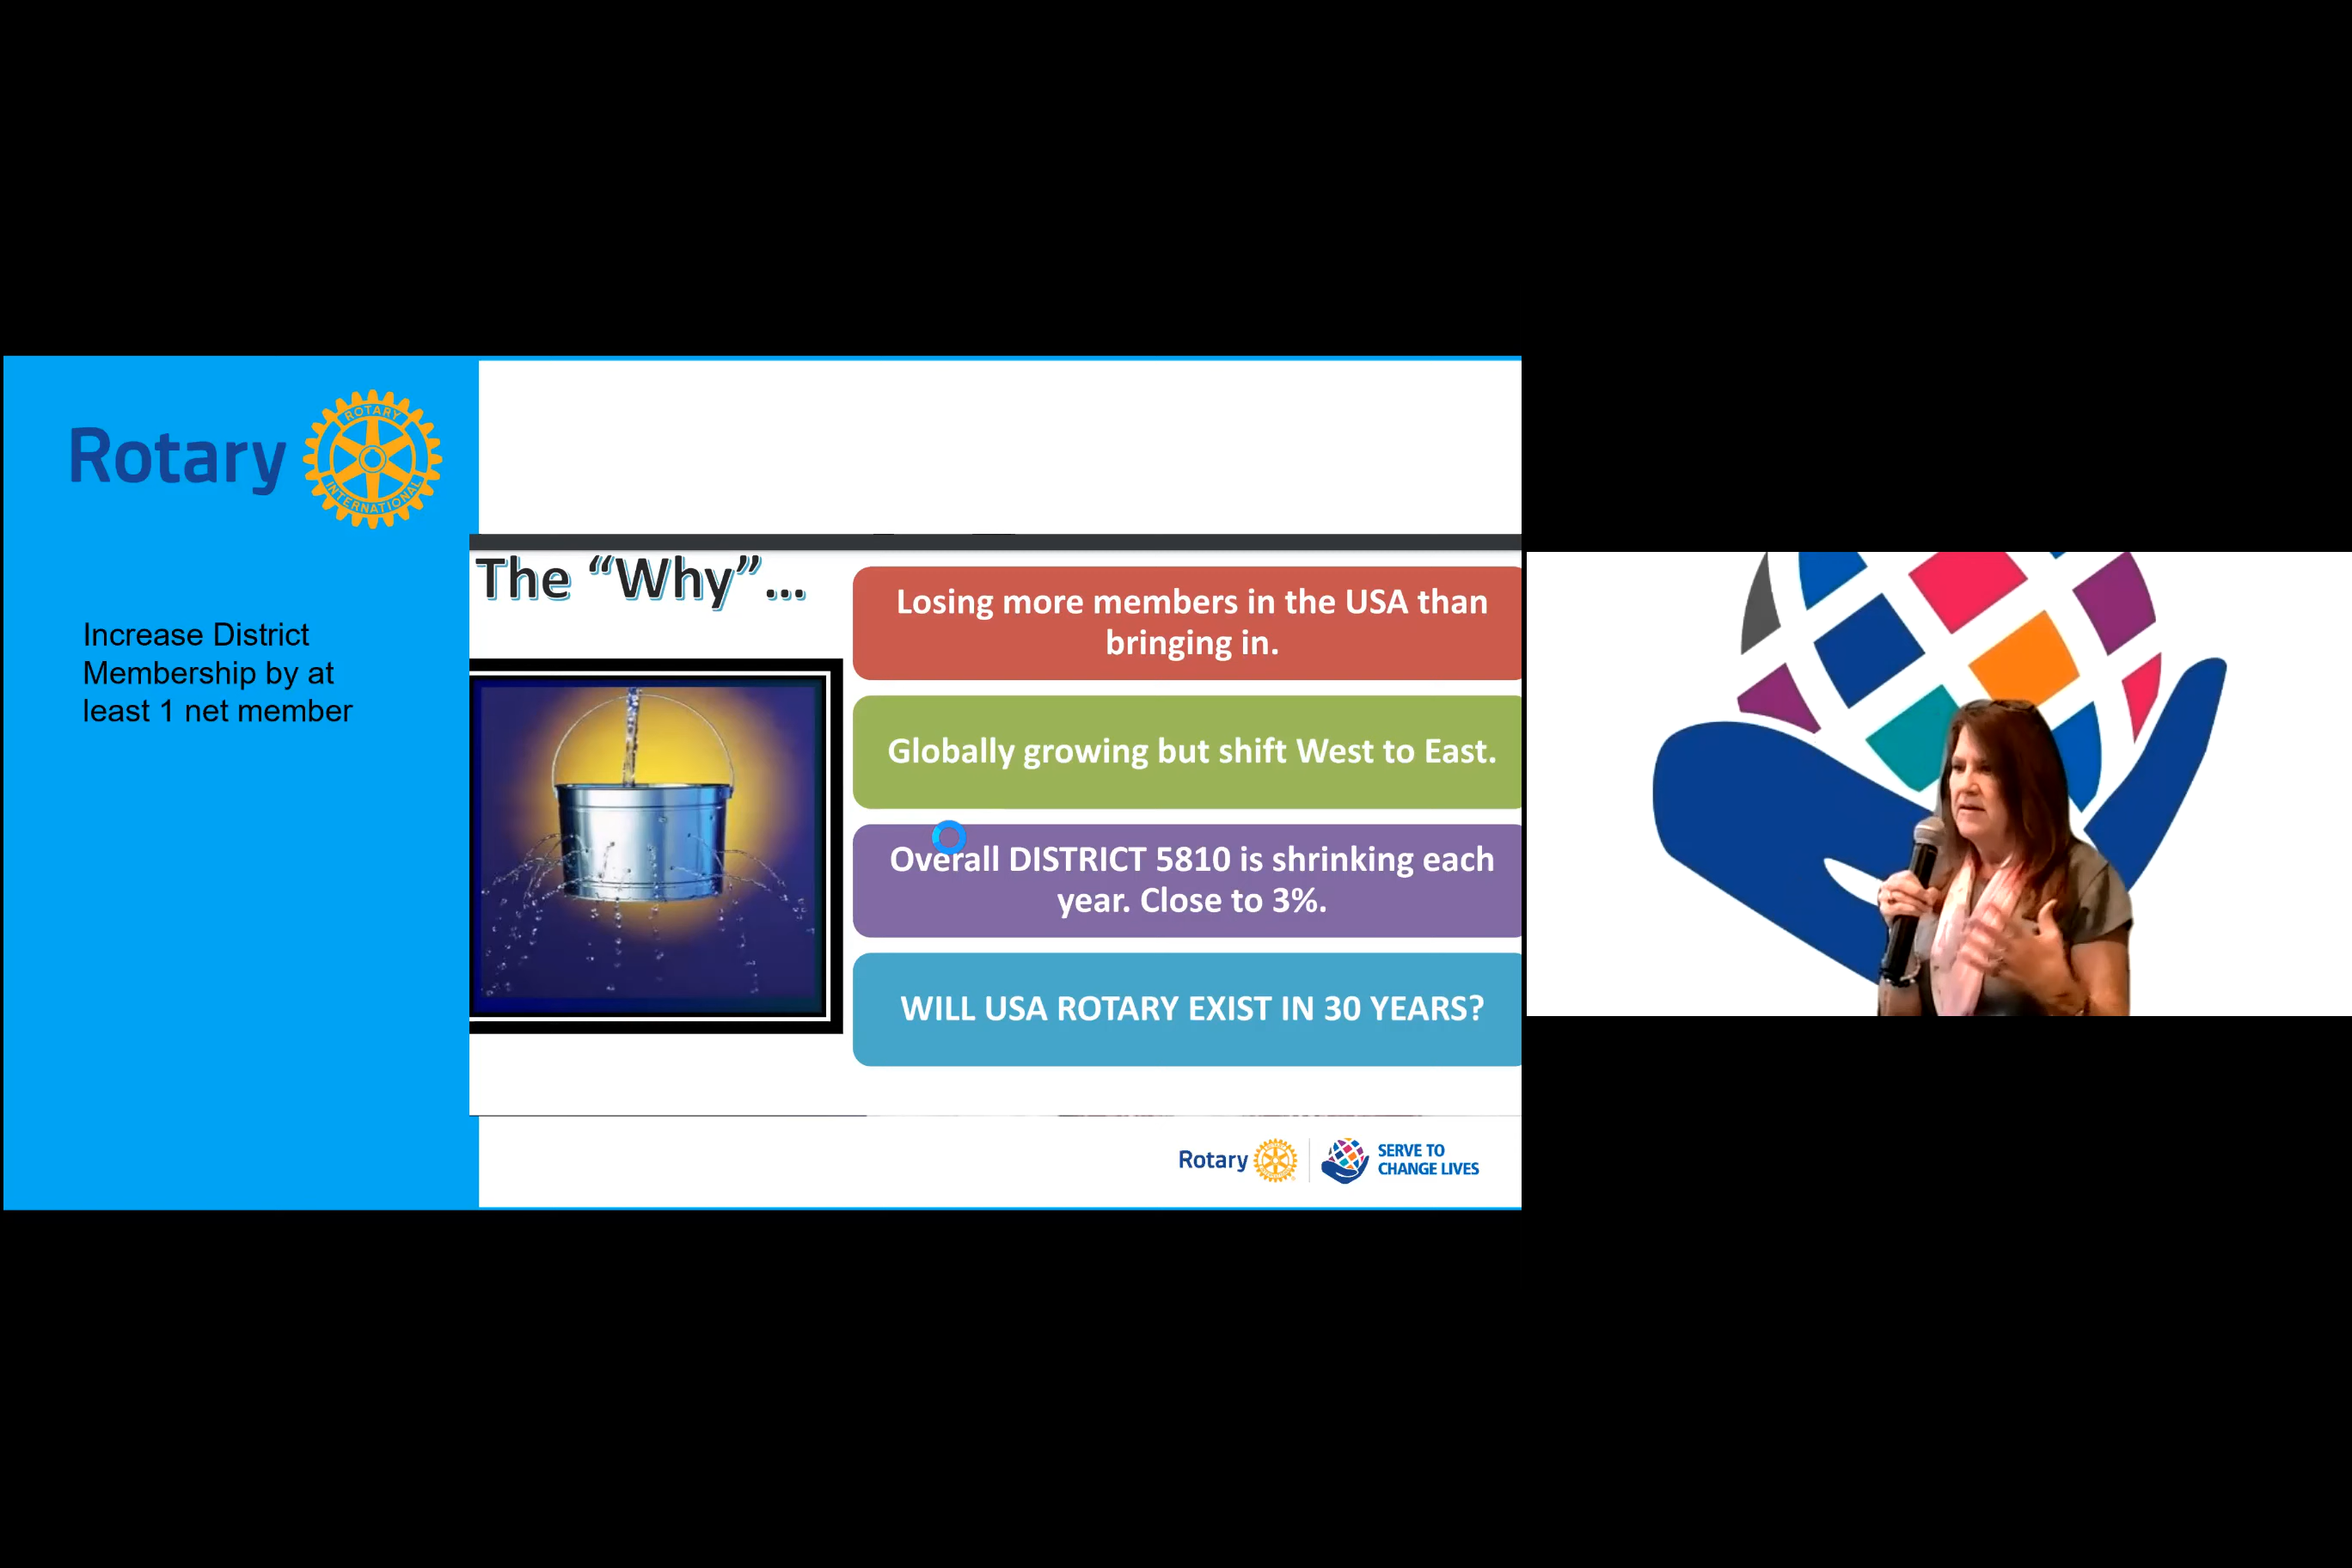 Rotary
ROTARY
INTERNATIONAL
Increase District
Membership by at
least 1 net member
The “Why”...
Losing more members in the USA than
bringing in.
Globally growing but shift West to East.
Overall DISTRICT 5810 is shrinking each
year. Close to 3%.
WILL USA ROTARY EXIST IN 30 YEARS?
Rotary
SERVE TO
CHANGE LIVES